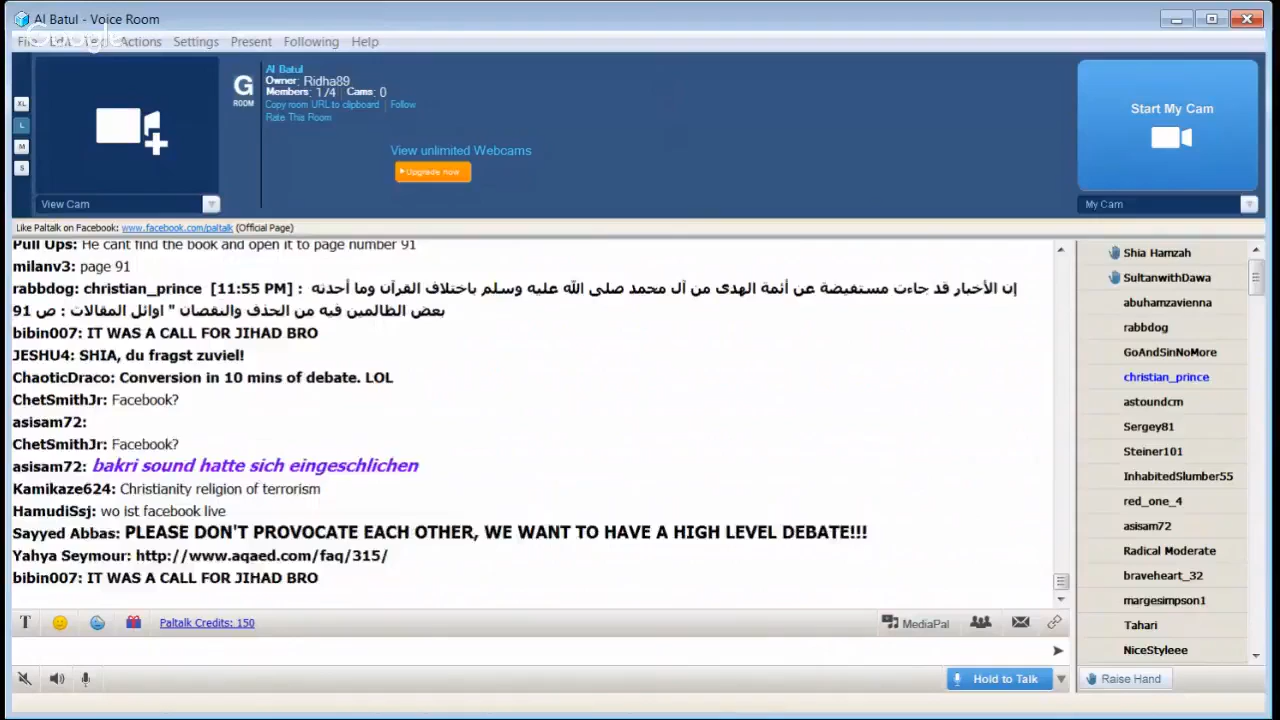 Al Batul - Voice Room
Google
Actions Settings Present Following Help
Al Batul
G ROOM
Owner: Ridha89
Members: 1/4 Cams: 0
Copy room URL to clipboard | Follow
Rate This Room
View unlimited Webcams
Upgrade now
Start My Cam
XL
L
M
S
View Cam
My Cam
Like Paltalk on Facebook: www.facebook.com/paltalk (Official Page)
Pull Ups: He cant find the book and open it to page number 91
milanv3: page 91
rabbdog: christian_prince [11:55 PM] : إن الأخبار قد جاءت مستفيضة عن أئمة الهدى من آل محمد صلى الله عليه وسلم باختلاف القرآن وما أحدثه
بعض الظالمين فيه من الحذف والنقصان " اوائل المقالات : ص 91
bibin007: IT WAS A CALL FOR JIHAD BRO
JESHU4: SHIA, du fragst zuviel!
ChaoticDraco: Conversion in 10 mins of debate. LOL
ChetSmithJr: Facebook?
asisam72:
ChetSmithJr: Facebook?
asisam72: bakri sound hatte sich eingeschlichen
Kamikaze624: Christianity religion of terrorism
HamudiSsj: wo ist facebook live
Sayyed Abbas: PLEASE DON'T PROVOCATE EACH OTHER, WE WANT TO HAVE A HIGH LEVEL DEBATE!!!
Yahya Seymour: http://www.aqaed.com/faq/315/
bibin007: IT WAS A CALL FOR JIHAD BRO
Shia Hamzah
SultanwithDawa
abuhamzavienna
rabbdog
GoAndSinNoMore
christian_prince
astoundcm
Sergey81
Steiner101
InhabitedSlumber55
red_one_4
asisam72
Radical Moderate
braveheart_32
margesimpson1
Tahari
NiceStyleee
T
Paltalk Credits: 150
MediaPal
Hold to Talk
Raise Hand